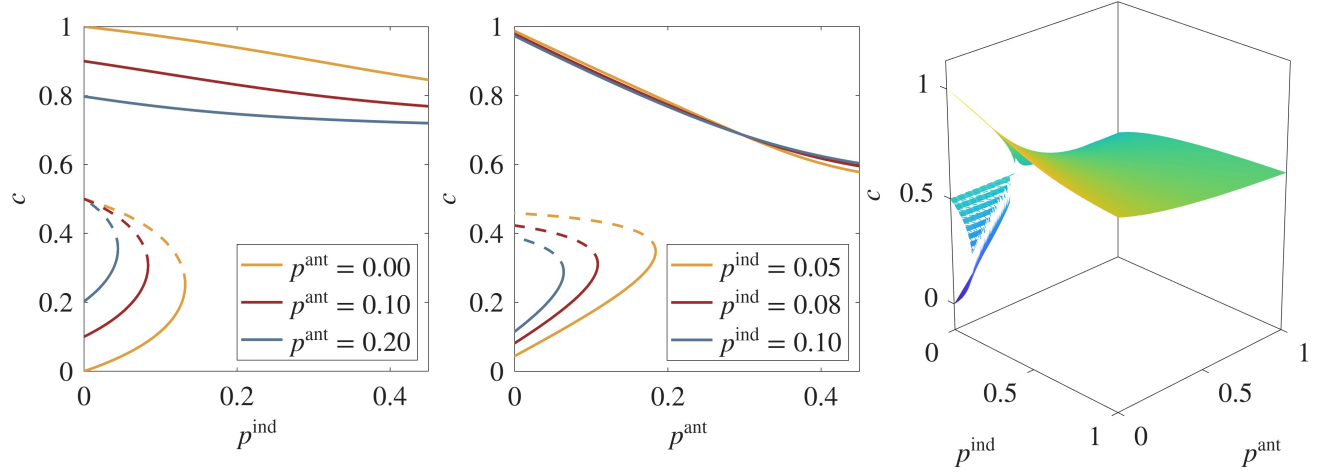 1
0.8
0.6
0.4
0.2
0
c
0
0.2
0.4
p^ind
p^ant = 0.00
p^ant = 0.10
p^ant = 0.20
1
0.8
0.6
0.4
0.2
0
c
0
0.2
0.4
p^ant
p^ind = 0.05
p^ind = 0.08
p^ind = 0.10
1
0.5
0
c
0
0.5
1
p^ind
0
0.5
1
p^ant